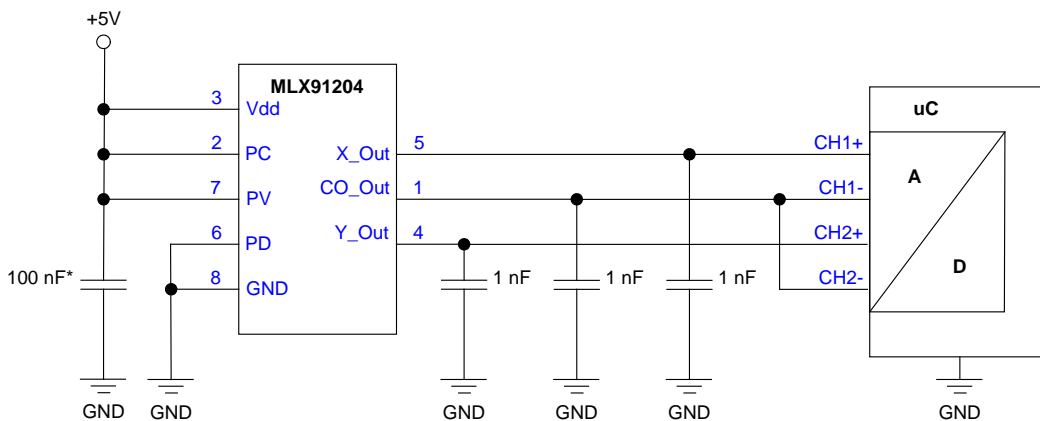 +5V
MLX91204
3 Vdd
uC
2 PC
X_Out 5
CH1+
7 PV
CO_Out 1
CH1-
A
6 PD
Y_Out 4
CH2+
100 nF*
8 GND
1 nF
1 nF
1 nF
CH2-
D
GND
GND
GND
GND
GND
GND